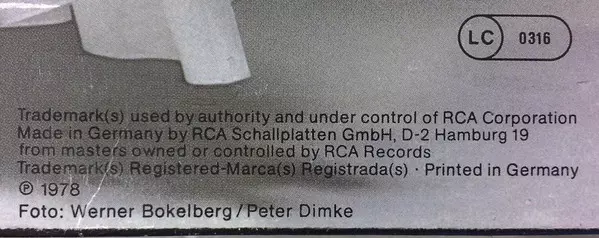 LC 0316
Trademark(s) used by authority and under control of RCA Corporation
Made in Germany by RCA Schallplatten GmbH, D-2 Hamburg 19
from masters owned or controlled by RCA Records
Trademark(s) Registered-Marca(s) Registrada(s) · Printed in Germany
℗ 1978
Foto: Werner Bokelberg/Peter Dimke